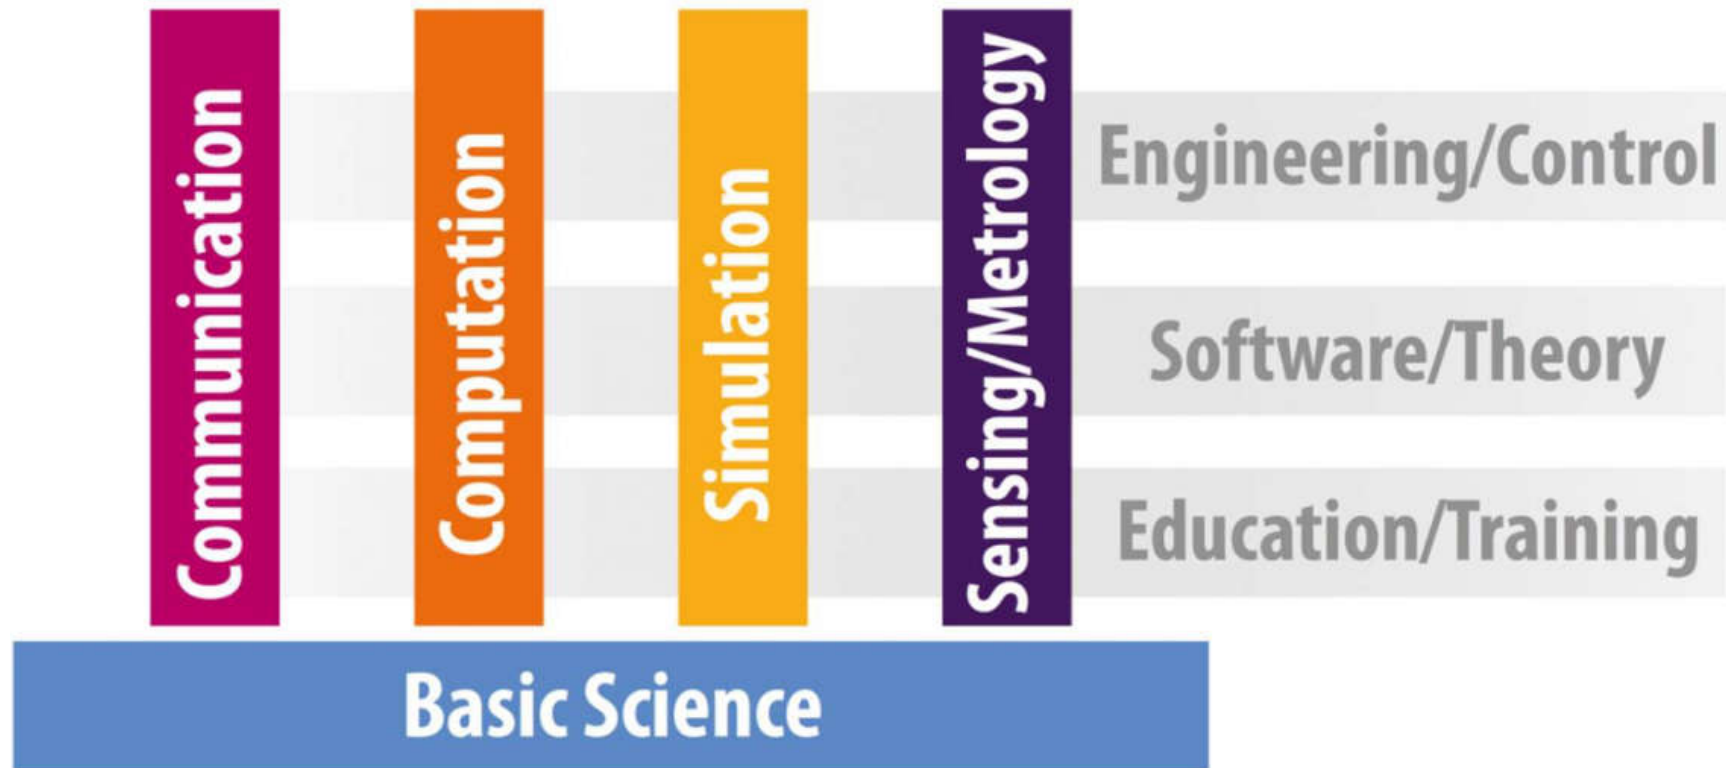 Communication
Computation
Simulation
Sensing/Metrology
Engineering/Control
Software/Theory
Education/Training
Basic Science